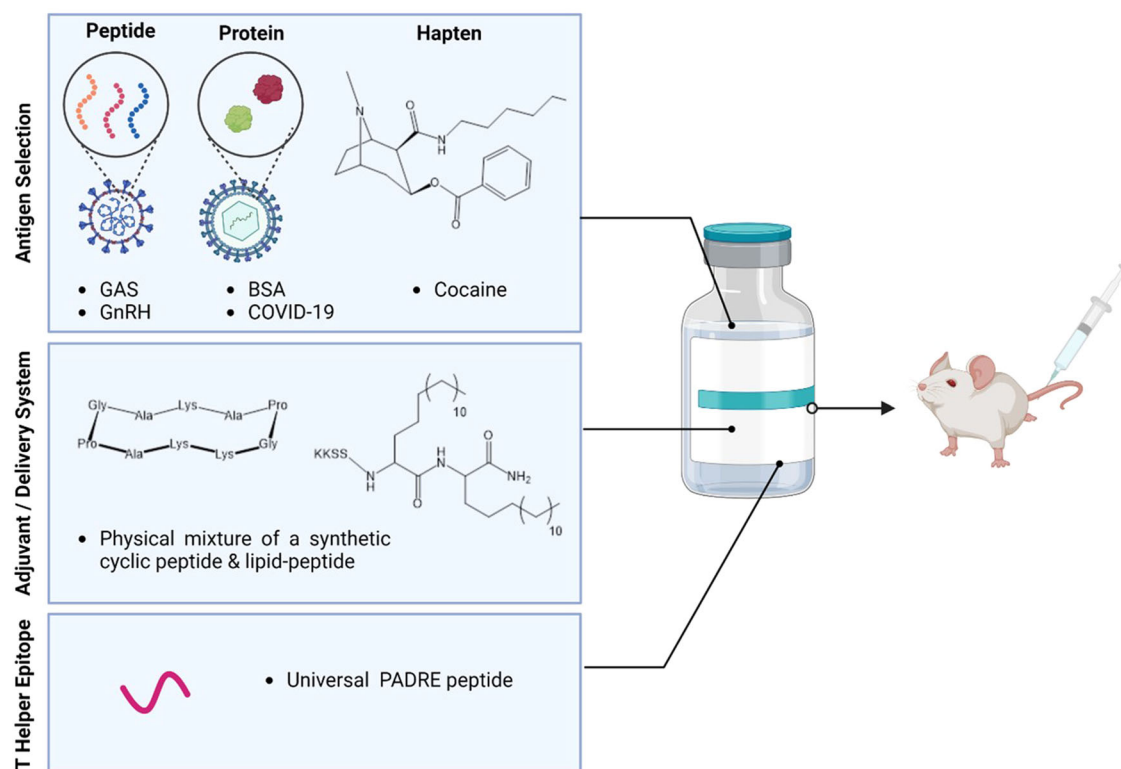 Antigen Selection
Peptide
Protein
Hapten
N
O
N
H
O
O
• GAS
• GnRH
• BSA
• COVID-19
• Cocaine
Adjuvant / Delivery System
Gly
Ala
Lys
Ala
Pro
Pro
Ala
Lys
Lys
Gly
10
KKSS
N
H
O
H
N
O
NH2
10
• Physical mixture of a synthetic
cyclic peptide & lipid-peptide
T Helper Epitope
• Universal PADRE peptide